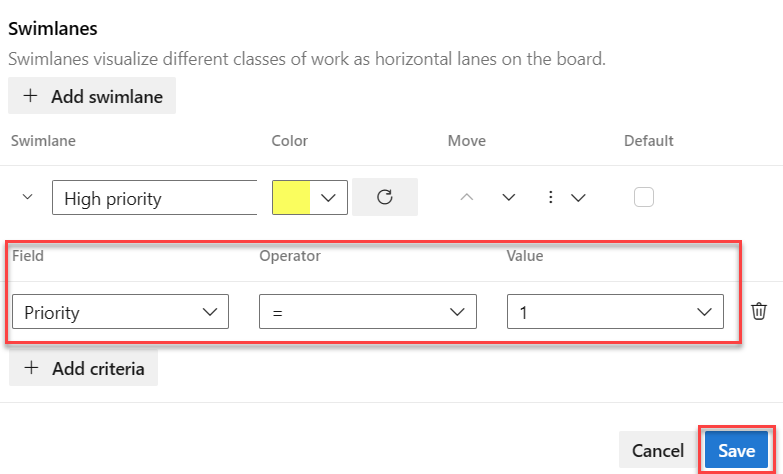 Swimlanes
Swimlanes visualize different classes of work as horizontal lanes on the board.
+ Add swimlane
Swimlane Color Move Default
High priority
Field Operator Value
Priority = 1
+ Add criteria
Cancel Save